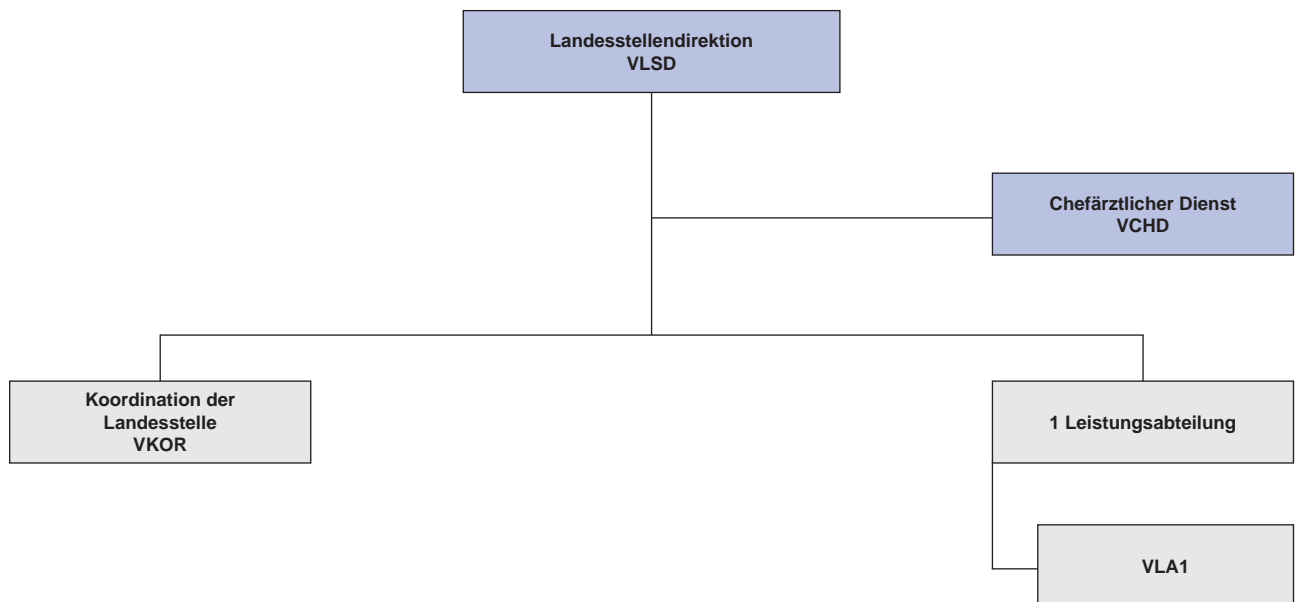 Landesstellendirektion
VLSD
Chefärztlicher Dienst
VCHD
Koordination der
Landesstelle
VKOR
1 Leistungsabteilung
VLA1